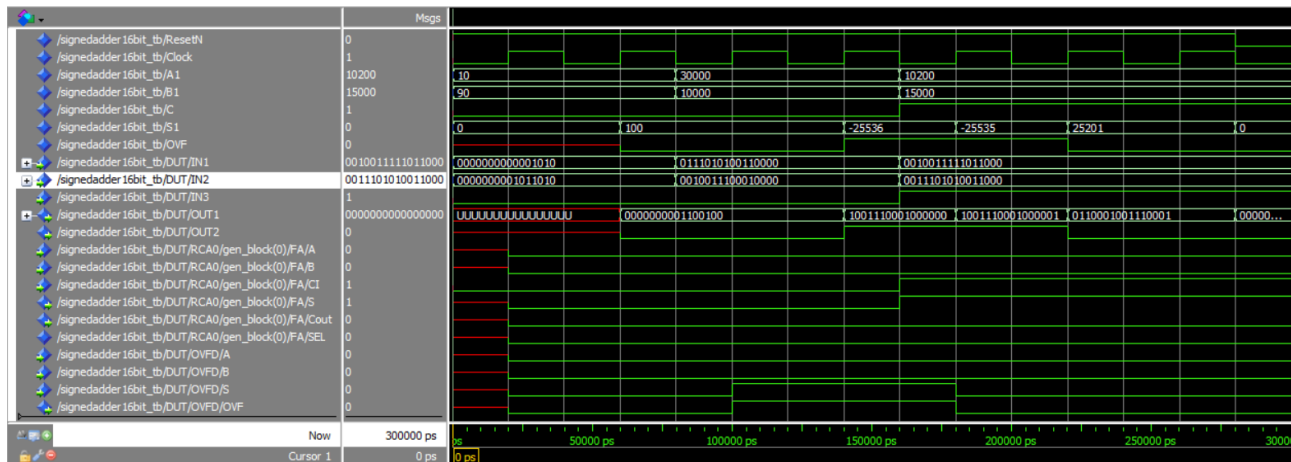 Msgs
/signedadder16bit_tb/ResetN 0
/signedadder16bit_tb/Clock 1
/signedadder16bit_tb/A1 10200 10 30000 10200
/signedadder16bit_tb/B1 15000 90 10000 15000
/signedadder16bit_tb/C 1
/signedadder16bit_tb/S1 0 0 100 -25536 -25535 25201 0
/signedadder16bit_tb/OVF 0
/signedadder16bit_tb/DUT/IN1 0010011111011000 0000000000001010 0111010100110000 0010011111011000
/signedadder16bit_tb/DUT/IN2 0011101010011000 0000000001011010 0010011100010000 0011101010011000
/signedadder16bit_tb/DUT/IN3 1
/signedadder16bit_tb/DUT/OUT1 0000000000000000 UUUUUUUUUUUUUUUU 0000000001100100 1001110001000000 1001110001000001 0110001001110001 00000...
/signedadder16bit_tb/DUT/OUT2 0
/signedadder16bit_tb/DUT/RCA0/gen_block(0)/FA/A 0
/signedadder16bit_tb/DUT/RCA0/gen_block(0)/FA/B 0
/signedadder16bit_tb/DUT/RCA0/gen_block(0)/FA/CI 1
/signedadder16bit_tb/DUT/RCA0/gen_block(0)/FA/S 1
/signedadder16bit_tb/DUT/RCA0/gen_block(0)/FA/Cout 0
/signedadder16bit_tb/DUT/RCA0/gen_block(0)/FA/SEL 0
/signedadder16bit_tb/DUT/OVFD/A 0
/signedadder16bit_tb/DUT/OVFD/B 0
/signedadder16bit_tb/DUT/OVFD/S 0
/signedadder16bit_tb/DUT/OVFD/OVF 0
Now 300000 ps ps 50000 ps 100000 ps 150000 ps 200000 ps 250000 ps 3000
Cursor 1 0 ps 0 ps